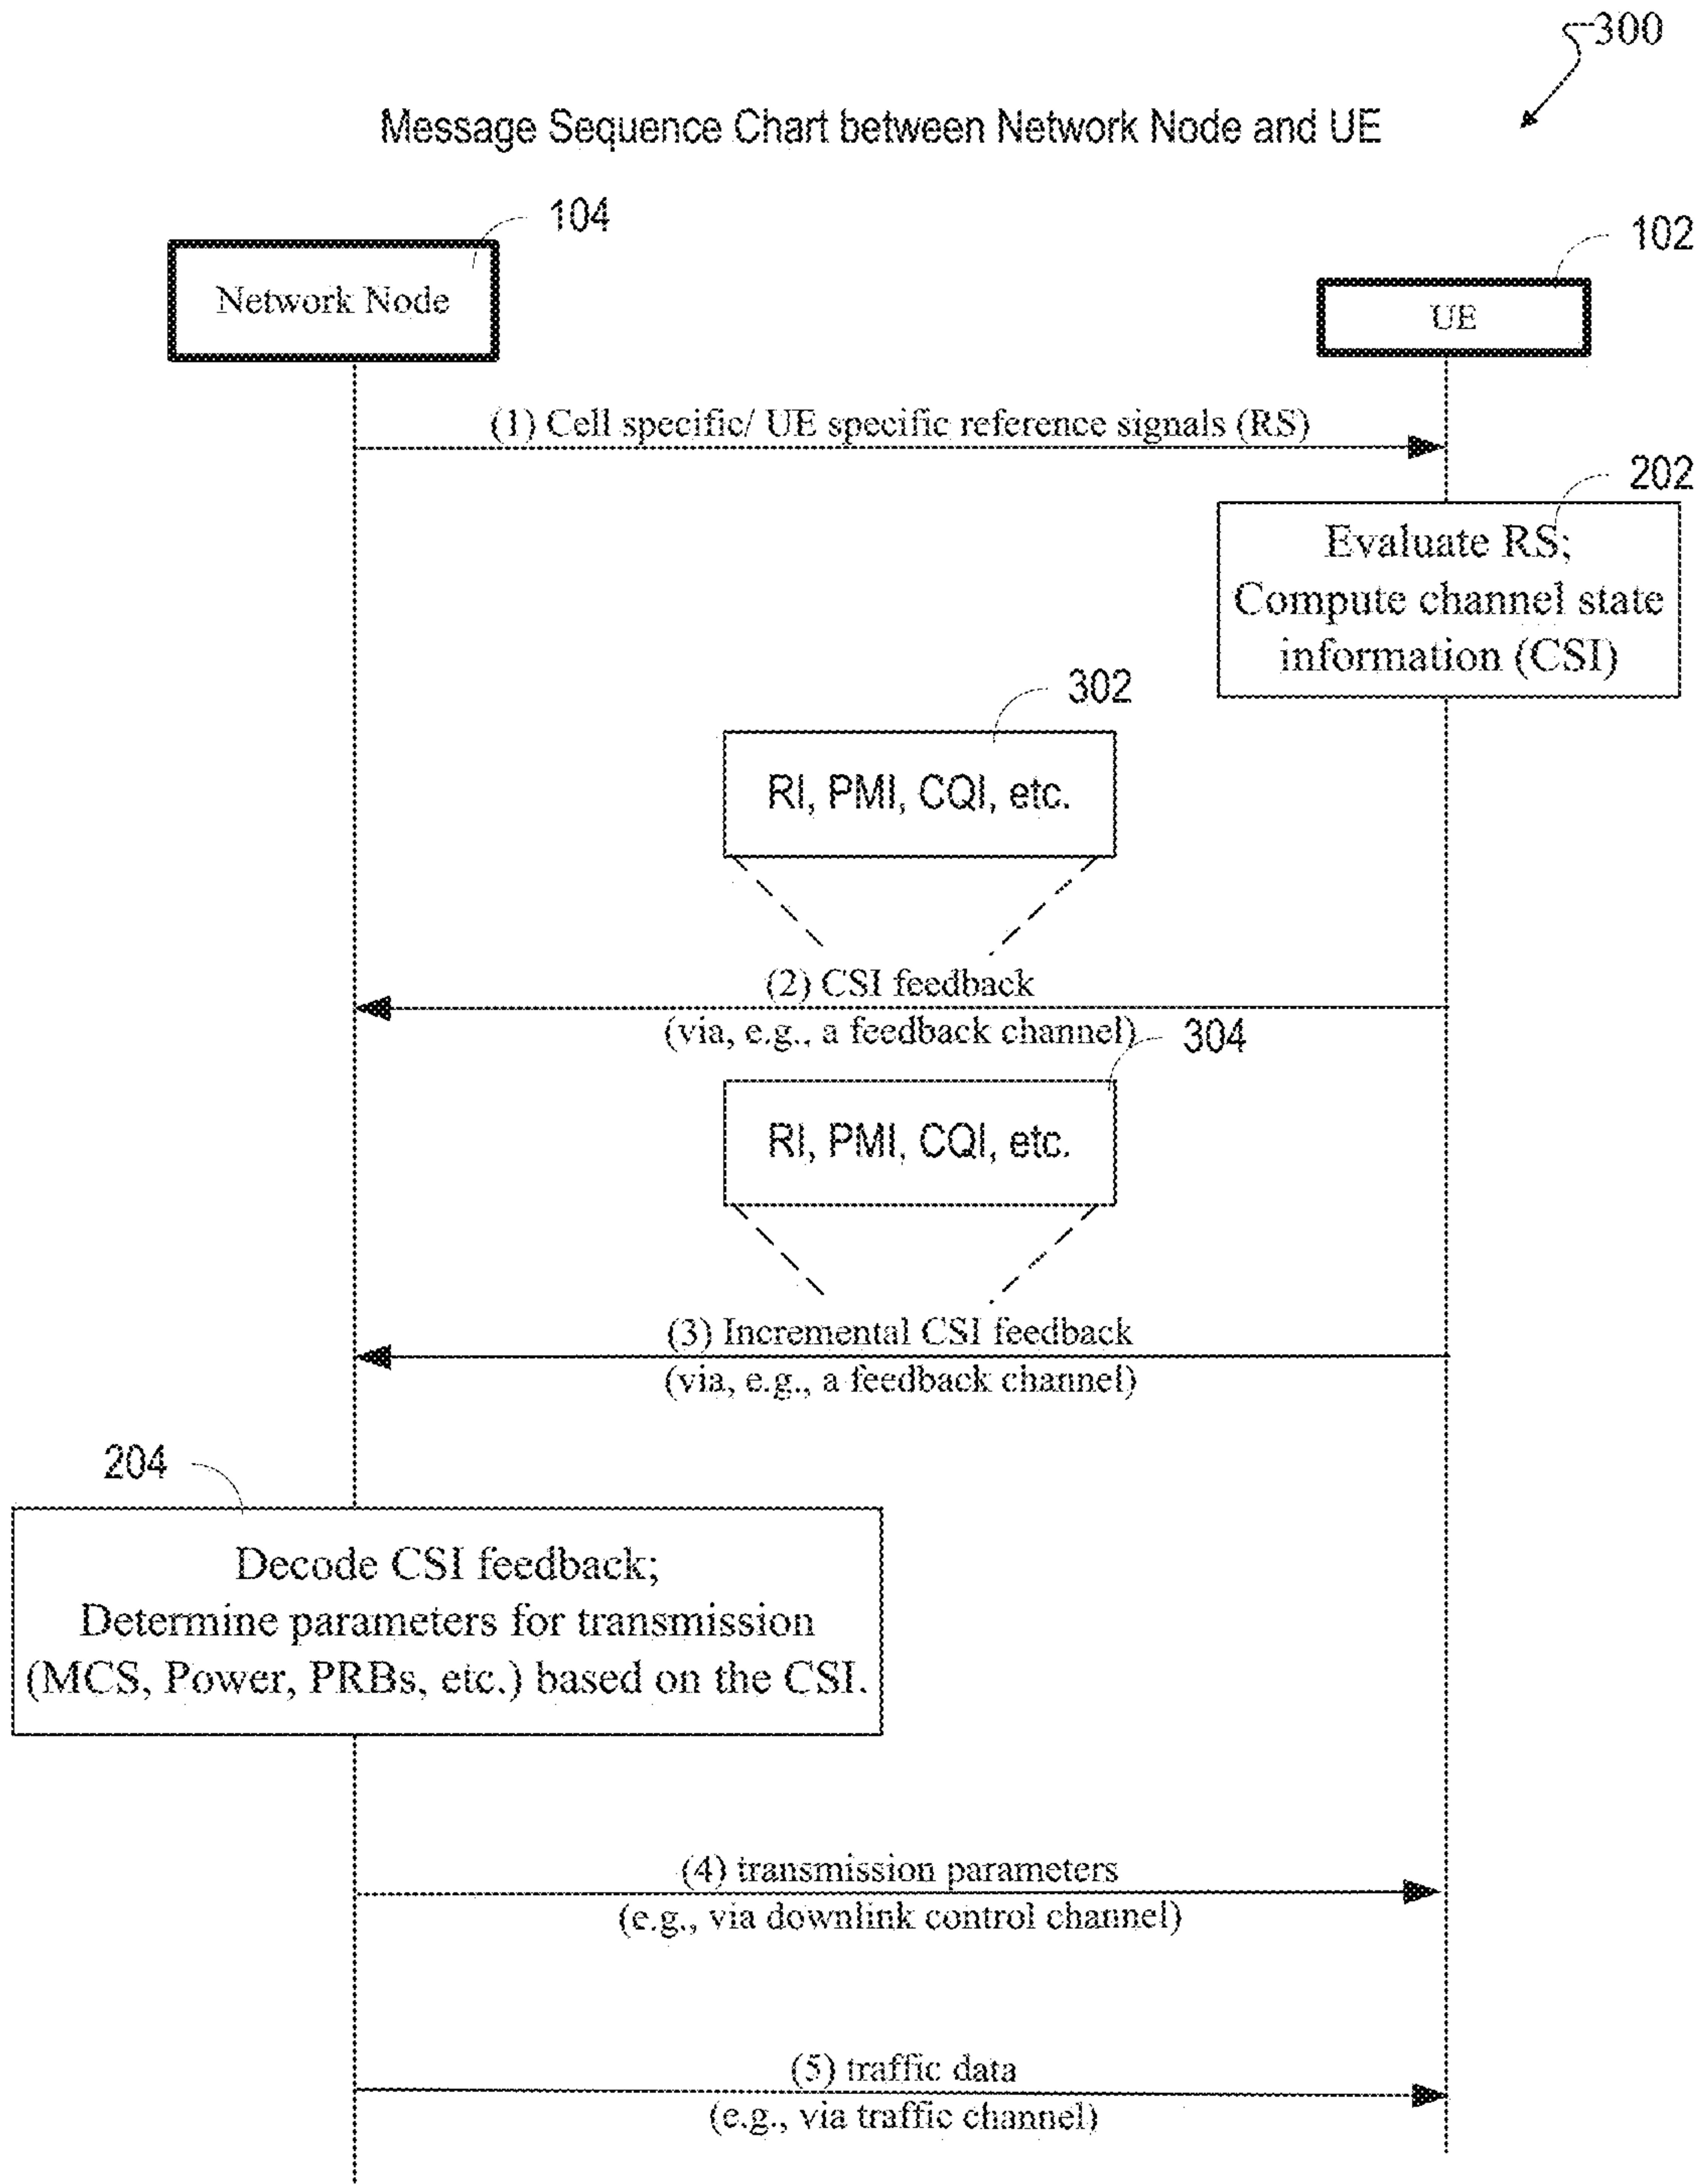 300
Message Sequence Chart between Network Node and UE
104
102
Network Node
UE
(1) Cell specific/ UE specific reference signals (RS)
202
Evaluate RS;
Compute channel state
information (CSI)
302
RI, PMI, CQI, etc.
(2) CSI feedback
(via, e.g., a feedback channel)
304
RI, PMI, CQI, etc.
(3) Incremental CSI feedback
(via, e.g., a feedback channel)
204
Decode CSI feedback;
Determine parameters for transmission
(MCS, Power, PRBs, etc.) based on the CSI.
(4) transmission parameters
(e.g., via downlink control channel)
(5) traffic data
(e.g., via traffic channel)